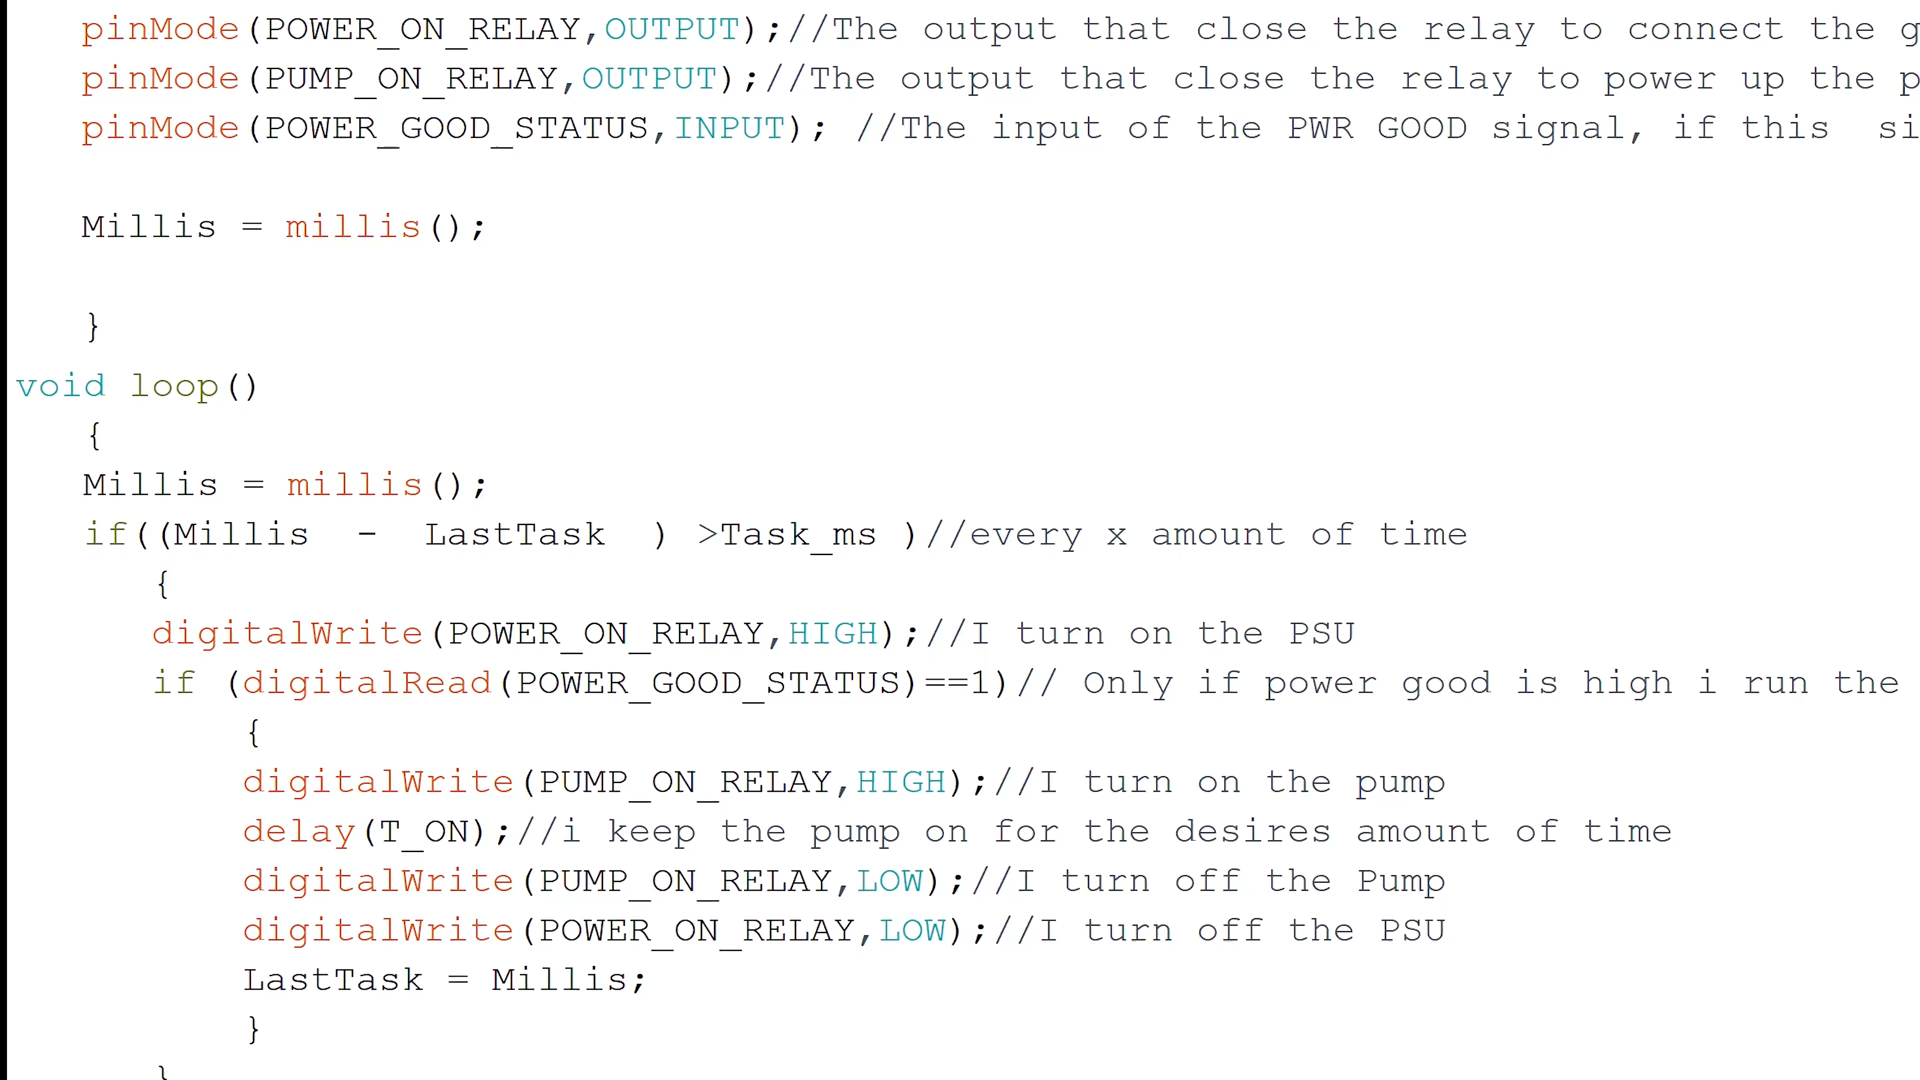 pinMode(POWER_ON_RELAY,OUTPUT);//The output that close the relay to connect the
pinMode(PUMP_ON_RELAY,OUTPUT);//The output that close the relay to power up the
pinMode(POWER_GOOD_STATUS,INPUT); //The input of the PWR GOOD signal, if this
Millis = millis();
}
void loop()
{
Millis = millis();
if((Millis - LastTask ) >Task_ms )//every x amount of time
{
digitalWrite(POWER_ON_RELAY,HIGH);//I turn on the PSU
if (digitalRead(POWER_GOOD_STATUS)==1)// Only if power good is high i run the
{
digitalWrite(PUMP_ON_RELAY,HIGH);//I turn on the pump
delay(T_ON);//i keep the pump on for the desires amount of time
digitalWrite(PUMP_ON_RELAY,LOW);//I turn off the Pump
digitalWrite(POWER_ON_RELAY,LOW);//I turn off the PSU
LastTask = Millis;
}
}